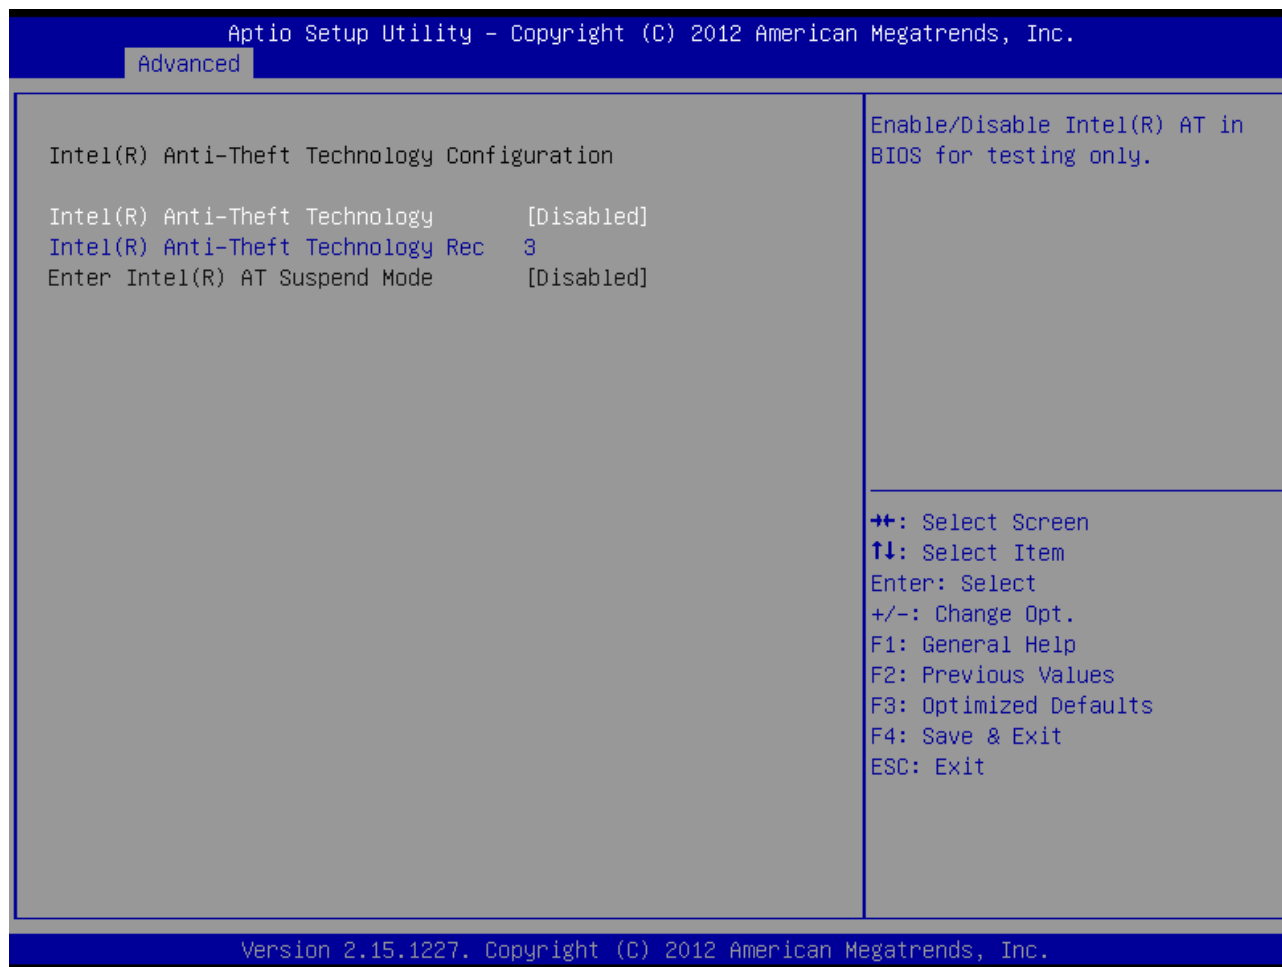 Aptio Setup Utility – Copyright (C) 2012 American Megatrends, Inc.
Advanced
Intel(R) Anti-Theft Technology Configuration
Intel(R) Anti-Theft Technology [Disabled]
Intel(R) Anti-Theft Technology Rec 3
Enter Intel(R) AT Suspend Mode [Disabled]
Enable/Disable Intel(R) AT in
BIOS for testing only.
→←: Select Screen
↑↓: Select Item
Enter: Select
+/-: Change Opt.
F1: General Help
F2: Previous Values
F3: Optimized Defaults
F4: Save & Exit
ESC: Exit
Version 2.15.1227. Copyright (C) 2012 American Megatrends, Inc.